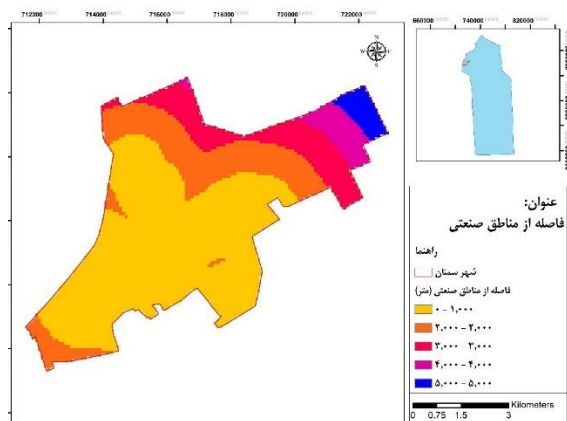 712000 714000 716000 718000 720000 722000
N
W E
S
660000 740000 820000
عنوان:
فاصله از مناطق صنعتی
راهنما
شهر سمنان
فاصله از مناطق صنعتی (متر)
۰ - ۱,۰۰۰
۲,۰۰۰ - ۲,۰۰۰
۳,۰۰۰ - ۳,۰۰۰
۴,۰۰۰ - ۴,۰۰۰
۵,۰۰۰ - ۵,۰۰۰
Kilometers
0 0.75 1.5 3